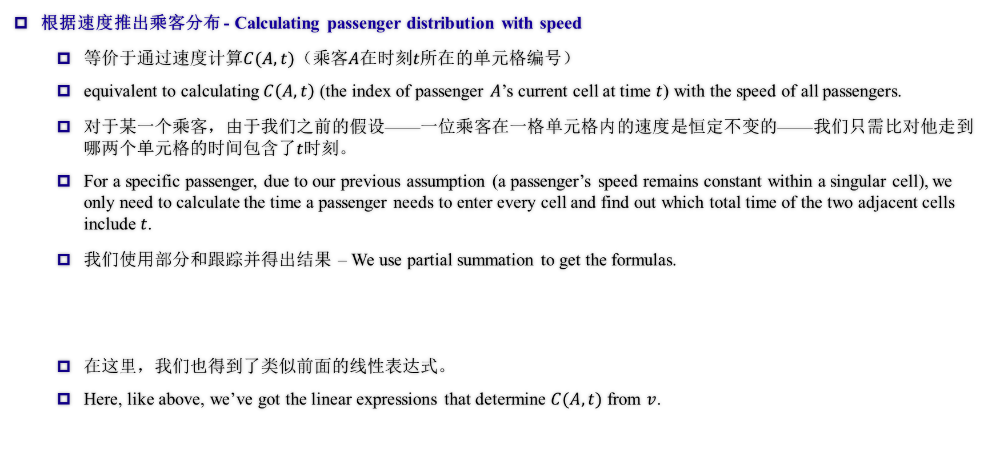 根据速度推出乘客分布 - Calculating passenger distribution with speed
等价于通过速度计算C(A, t)（乘客A在时刻t所在的单元格编号）
equivalent to calculating C(A, t) (the index of passenger A’s current cell at time t) with the speed of all passengers.
对于某一个乘客，由于我们之前的假设——一位乘客在一格单元格内的速度是恒定不变的——我们只需比对他走到
哪两个单元格的时间包含了t时刻。
For a specific passenger, due to our previous assumption (a passenger’s speed remains constant within a singular cell), we
only need to calculate the time a passenger needs to enter every cell and find out which total time of the two adjacent cells
include t.
我们使用部分和跟踪并得出结果 – We use partial summation to get the formulas.
在这里，我们也得到了类似前面的线性表达式。
Here, like above, we’ve got the linear expressions that determine C(A, t) from v.